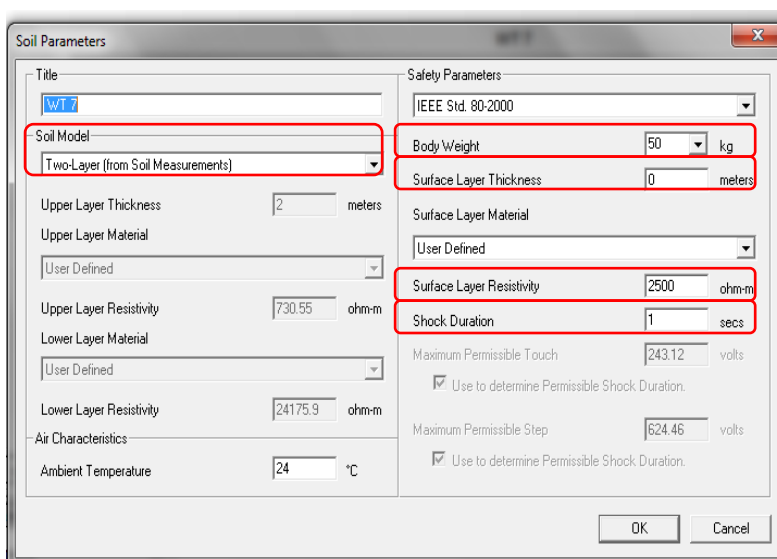 Soil Parameters
Title
WT 7
Soil Model
Two-Layer (from Soil Measurements)
Upper Layer Thickness 2 meters
Upper Layer Material
User Defined
Upper Layer Resistivity 730.55 ohm-m
Lower Layer Material
User Defined
Lower Layer Resistivity 24175.9 ohm-m
Air Characteristics
Ambient Temperature 24 °C
Safety Parameters
IEEE Std. 80-2000
Body Weight 50 kg
Surface Layer Thickness 0 meters
Surface Layer Material
User Defined
Surface Layer Resistivity 2500 ohm-m
Shock Duration 1 secs
Maximum Permissible Touch 243.12 volts
Use to determine Permissible Shock Duration.
Maximum Permissible Step 624.46 volts
Use to determine Permissible Shock Duration.
OK Cancel